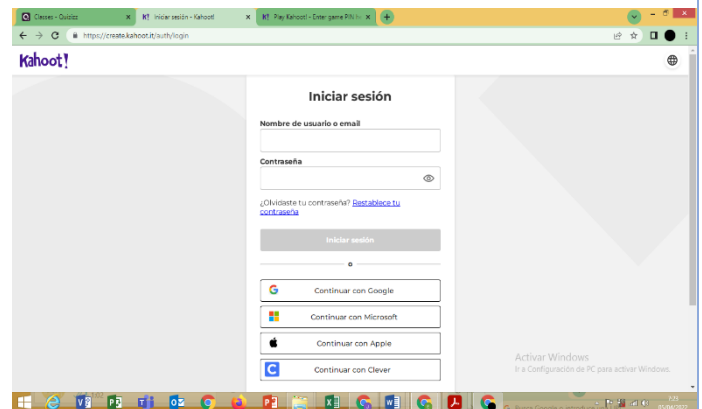 Classes - Quizizz
K! Iniciar sesión - Kahoot!
K! Play Kahoot! - Enter game PIN
https://create.kahoot.it/auth/login
Kahoot!
Iniciar sesión
Nombre de usuario o email
Contraseña
¿Olvidaste tu contraseña? Restablece tu
contraseña
Iniciar sesión
o
Continuar con Google
Continuar con Microsoft
Continuar con Apple
Continuar con Clever
Activar Windows
Ir a Configuración de PC para activar Windows.